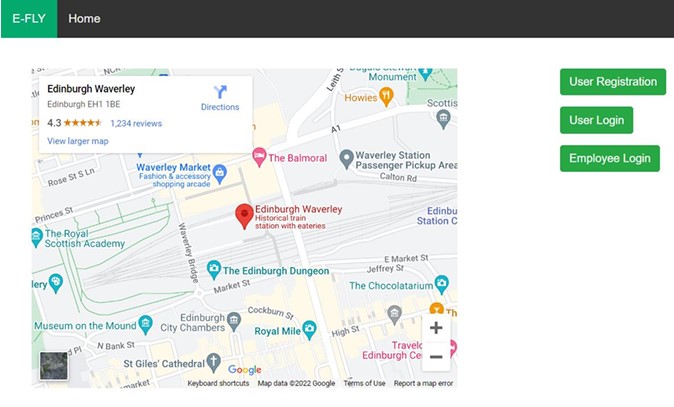 E-FLY
Home
Edinburgh Waverley
Edinburgh EH1 1BE
4.3
1,234 reviews
View larger map
Directions
Monument
Howies
Leith St
A1
Scottish
The Balmoral
Waverley Station
Passenger Pickup Area
Calton Rd
Waverley Market
Fashion & accessory
shopping arcade
Rose St S Ln
Princes St
Edinburgh Waverley
Historical train
station with eateries
Waverley Bridge
The Royal
Scottish Academy
Station C
E Market St
Jeffrey St
The Edinburgh Dungeon
Market St
The Chocolatarium
Cockburn St
Museum on the Mound
Edinburgh
City Chambers
Royal Mile
High St
N Bank St
St Giles' Cathedral
Google
Keyboard shortcuts
Map data ©2022 Google
Terms of Use
Report a map error
+
−
User Registration
User Login
Employee Login